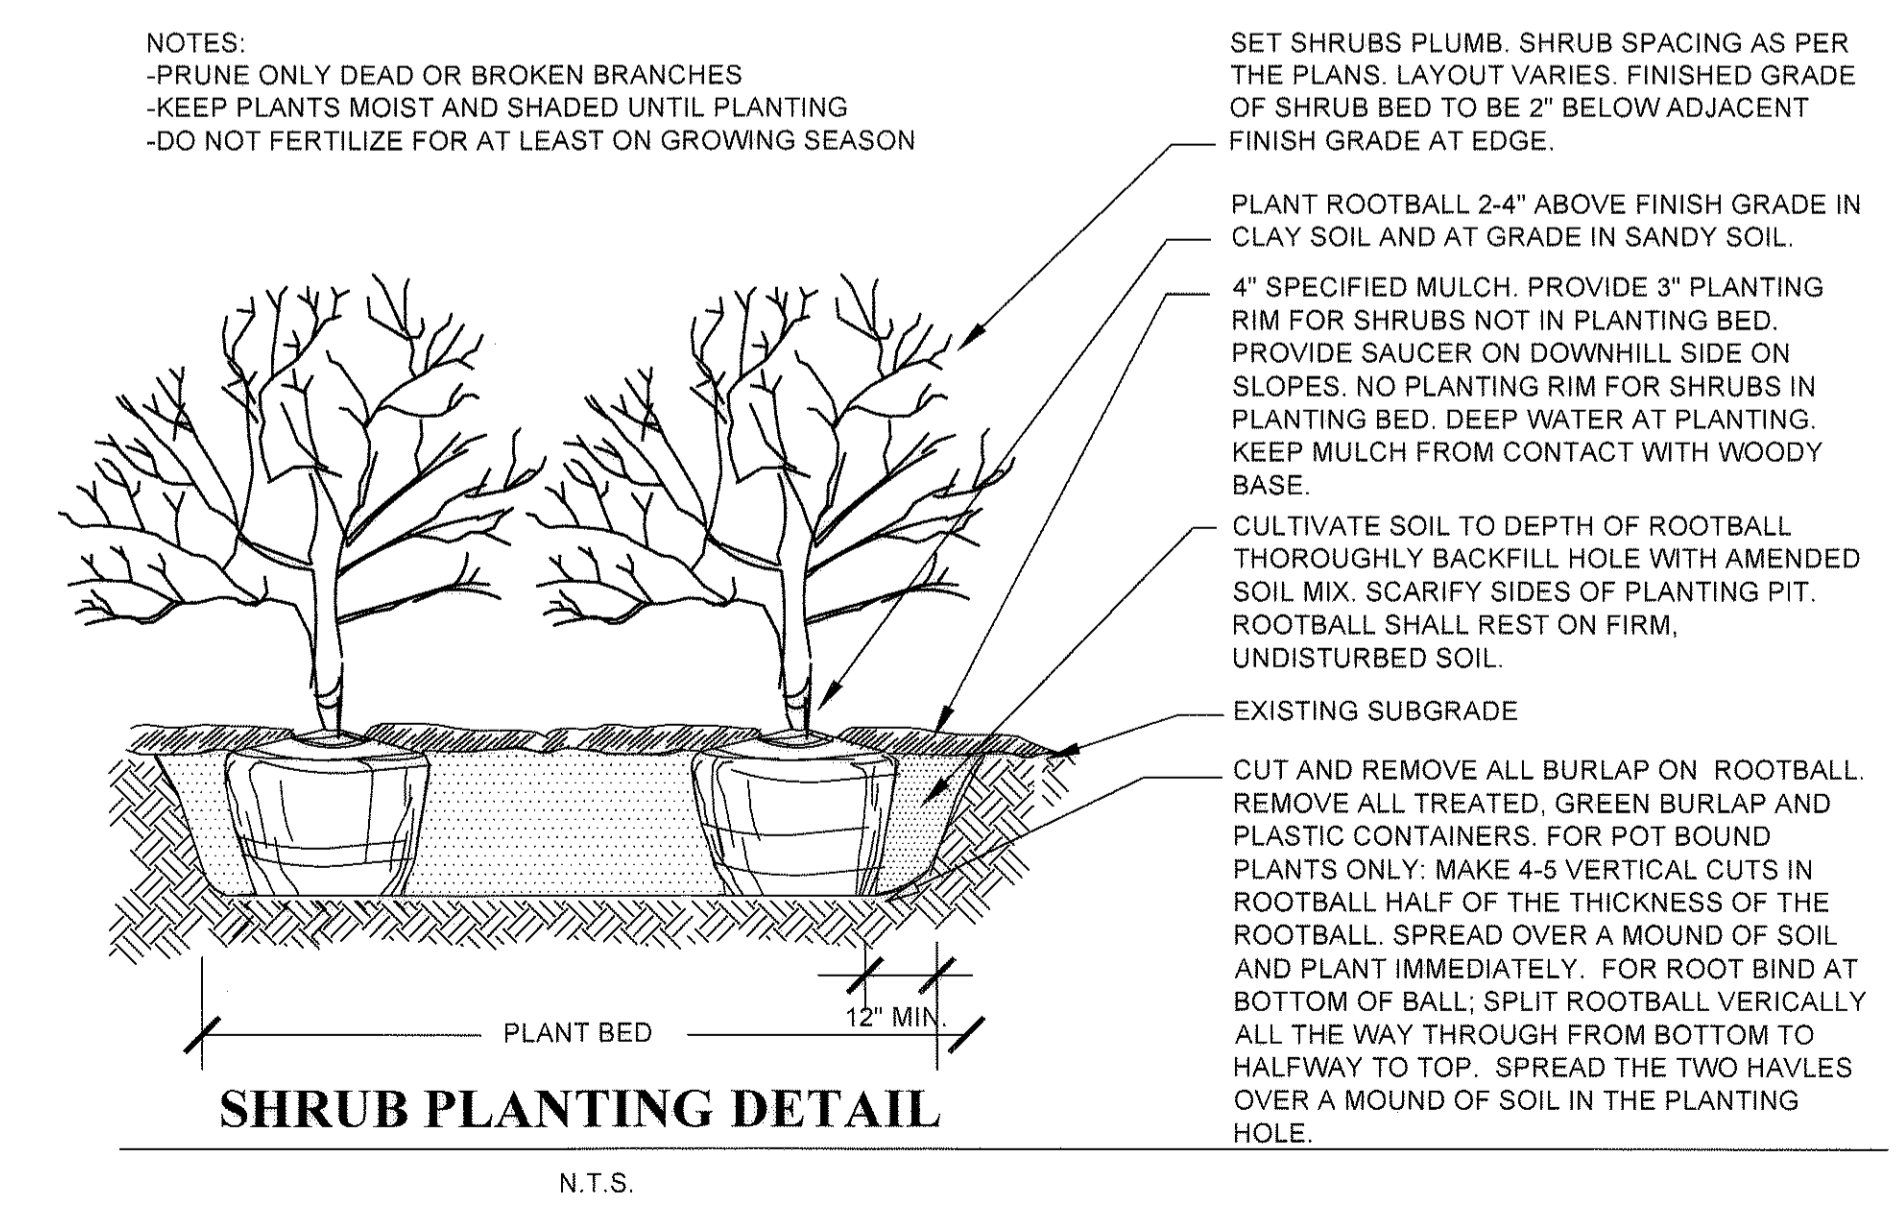 NOTES:
-PRUNE ONLY DEAD OR BROKEN BRANCHES
-KEEP PLANTS MOIST AND SHADED UNTIL PLANTING
-DO NOT FERTILIZE FOR AT LEAST ON GROWING SEASON
SET SHRUBS PLUMB. SHRUB SPACING AS PER
THE PLANS. LAYOUT VARIES. FINISHED GRADE
OF SHRUB BED TO BE 2" BELOW ADJACENT
FINISH GRADE AT EDGE.
PLANT ROOTBALL 2-4" ABOVE FINISH GRADE IN
CLAY SOIL AND AT GRADE IN SANDY SOIL.
4" SPECIFIED MULCH. PROVIDE 3" PLANTING
RIM FOR SHRUBS NOT IN PLANTING BED.
PROVIDE SAUCER ON DOWNHILL SIDE ON
SLOPES. NO PLANTING RIM FOR SHRUBS IN
PLANTING BED. DEEP WATER AT PLANTING.
KEEP MULCH FROM CONTACT WITH WOODY
BASE.
CULTIVATE SOIL TO DEPTH OF ROOTBALL
THOROUGHLY BACKFILL HOLE WITH AMENDED
SOIL MIX. SCARIFY SIDES OF PLANTING PIT.
ROOTBALL SHALL REST ON FIRM,
UNDISTURBED SOIL.
EXISTING SUBGRADE
CUT AND REMOVE ALL BURLAP ON ROOTBALL.
REMOVE ALL TREATED, GREEN BURLAP AND
PLASTIC CONTAINERS. FOR POT BOUND
PLANTS ONLY: MAKE 4-5 VERTICAL CUTS IN
ROOTBALL HALF OF THE THICKNESS OF THE
ROOTBALL. SPREAD OVER A MOUND OF SOIL
AND PLANT IMMEDIATELY. FOR ROOT BIND AT
BOTTOM OF BALL; SPLIT ROOTBALL VERICALLY
ALL THE WAY THROUGH FROM BOTTOM TO
HALFWAY TO TOP. SPREAD THE TWO HAVLES
OVER A MOUND OF SOIL IN THE PLANTING
HOLE.
12" MIN.
PLANT BED
SHRUB PLANTING DETAIL
N.T.S.